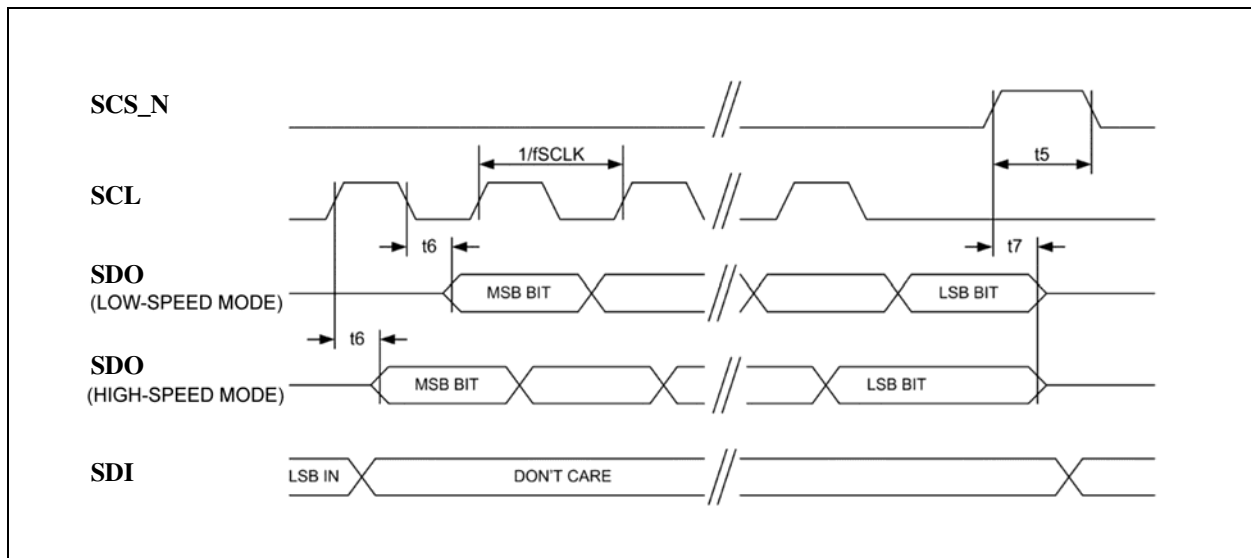 SCS_N
1/fSCLK
t5
SCL
t6
t7
SDO
(LOW-SPEED MODE)
MSB BIT
LSB BIT
t6
SDO
(HIGH-SPEED MODE)
MSB BIT
LSB BIT
SDI
LSB IN
DON'T CARE